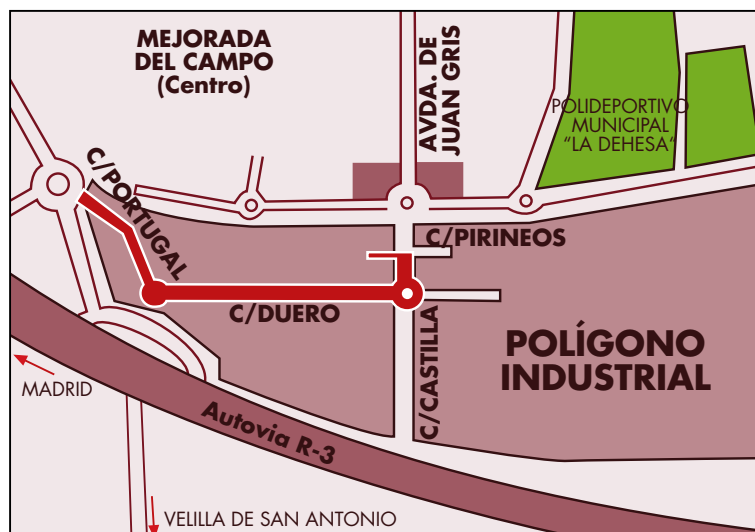 MEJORADA
DEL CAMPO
(Centro)
AVDA. DE
JUAN GRIS
POLIDEPORTIVO
MUNICIPAL
"LA DEHESA"
C/PORTUGAL
C/PIRINEOS
C/DUERO
C/CASTILLA
POLÍGONO
INDUSTRIAL
MADRID
Autovia R-3
VELILLA DE SAN ANTONIO